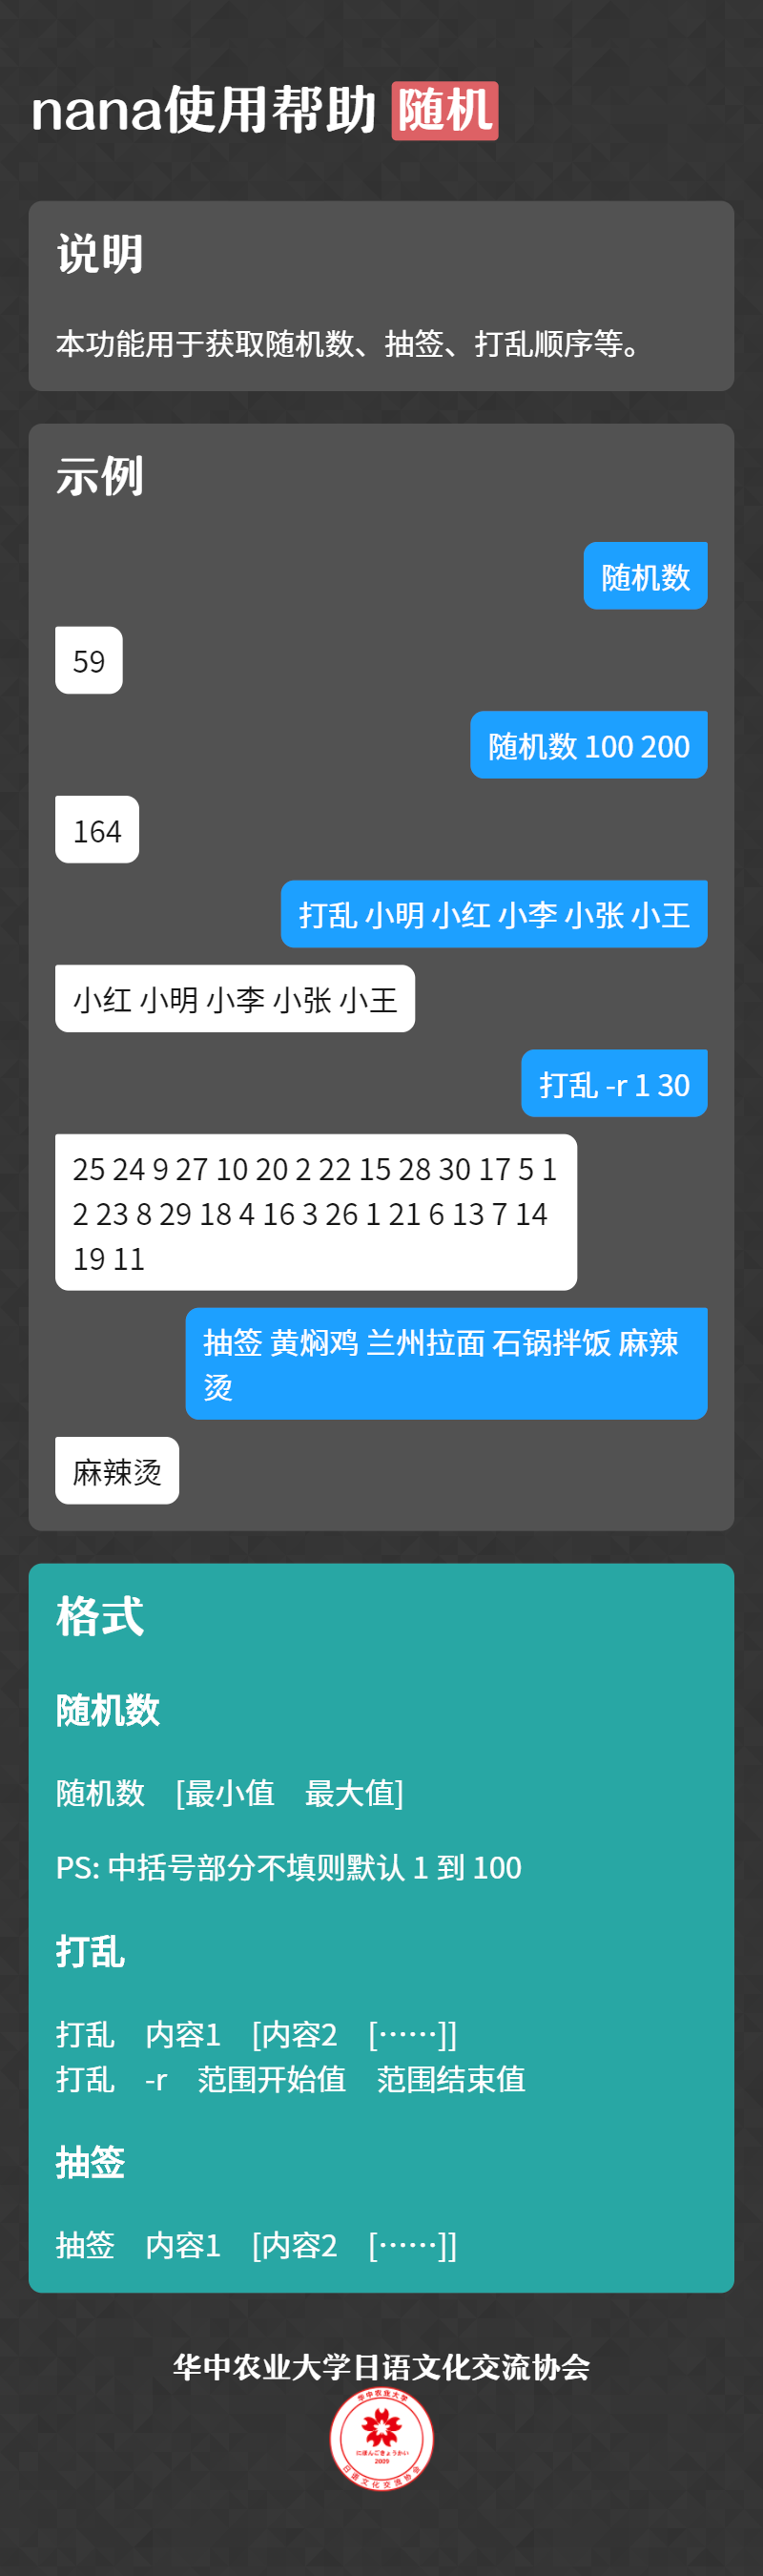 nana使用帮助 随机
说明
本功能用于获取随机数、抽签、打乱顺序等。
示例
随机数
59
随机数 100 200
164
打乱 小明 小红 小李 小张 小王
小红 小明 小李 小张 小王
打乱 -r 1 30
25 24 9 27 10 20 2 22 15 28 30 17 5 1
2 23 8 29 18 4 16 3 26 1 21 6 13 7 14
19 11
抽签 黄焖鸡 兰州拉面 石锅拌饭 麻辣
烫
麻辣烫
格式
随机数
随机数　[最小值　最大值]
PS: 中括号部分不填则默认 1 到 100
打乱
打乱　内容1　[内容2　[……]]
打乱　-r　范围开始值　范围结束值
抽签
抽签　内容1　[内容2　[……]]
华中农业大学日语文化交流协会
华中农业大学
にほんごきょうかい
2009
日语文化交流协会